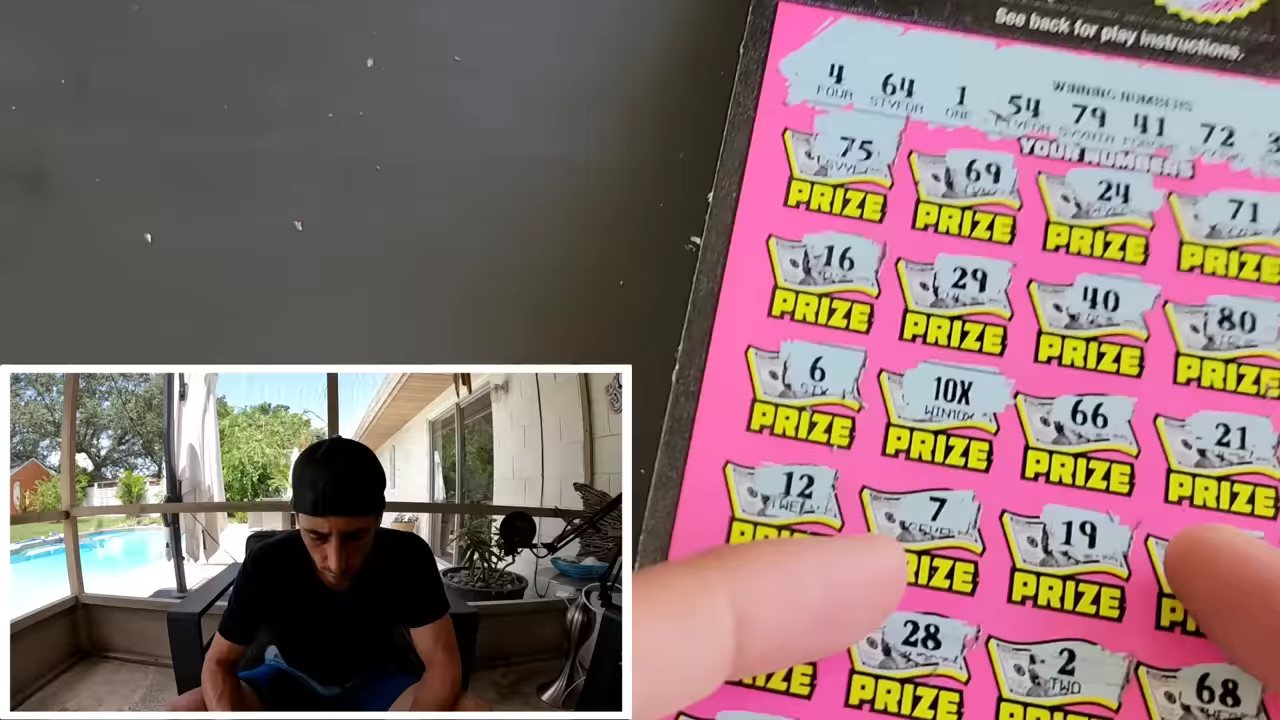 See back for play instructions.
WINNING NUMBERS
4 64 1 54 79 41 72
FOUR ONE
YOUR NUMBERS
75 69 24 71
PRIZE PRIZE PRIZE PRIZE
16 29 40 80
PRIZE PRIZE PRIZE PRIZE
6 10X 66 21
SIX WIN10X
PRIZE PRIZE PRIZE PRIZE
12 7 19
PRIZE PRIZE
28 2 68
TWO
PRIZE PRIZE